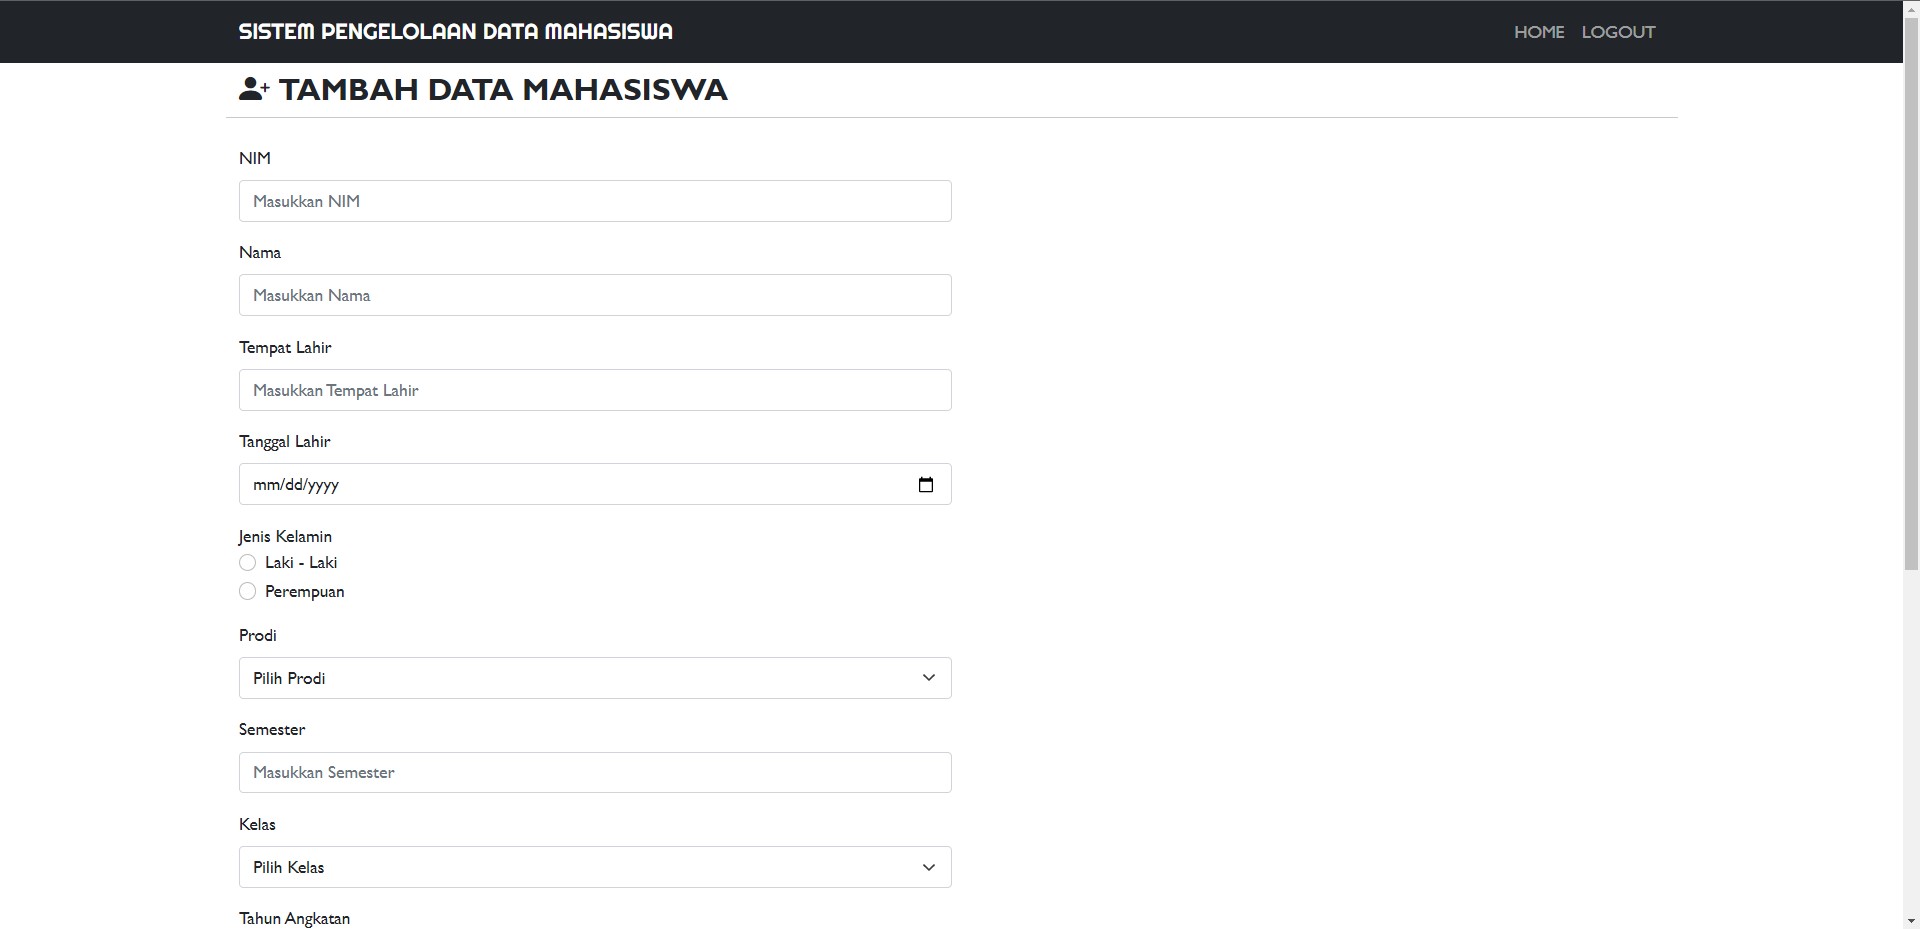 SISTEM PENGELOLAAN DATA MAHASISWA HOME LOGOUT
TAMBAH DATA MAHASISWA
NIM
Masukkan NIM
Nama
Masukkan Nama
Tempat Lahir
Masukkan Tempat Lahir
Tanggal Lahir
mm/dd/yyyy
Jenis Kelamin
Laki - Laki
Perempuan
Prodi
Pilih Prodi
Semester
Masukkan Semester
Kelas
Pilih Kelas
Tahun Angkatan